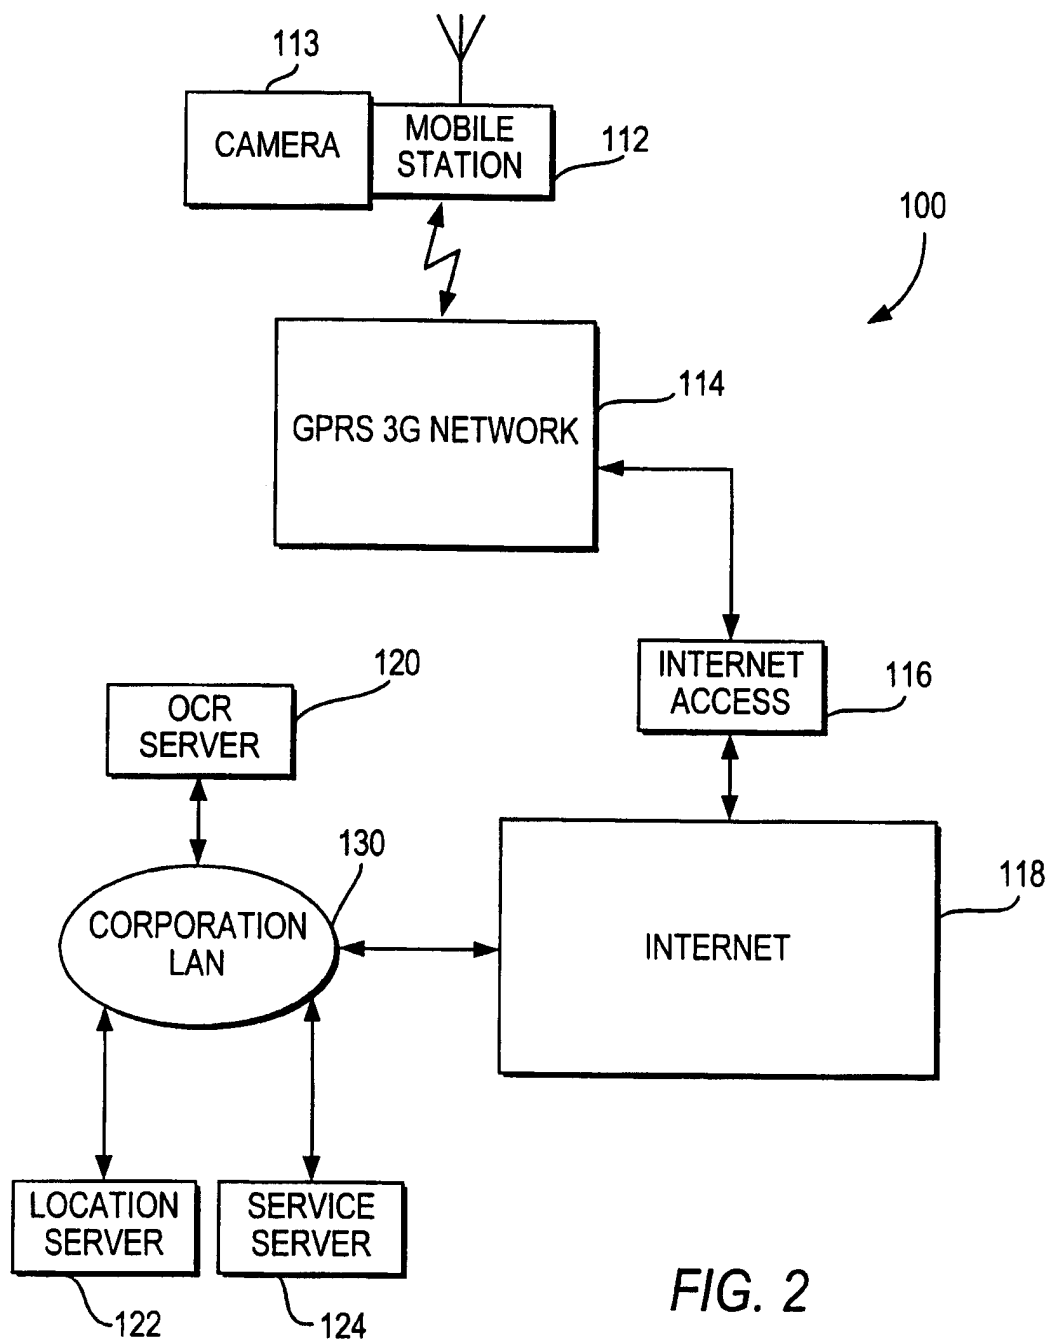 113
CAMERA
MOBILE
STATION
112
100
114
GPRS 3G NETWORK
INTERNET
ACCESS
116
120
OCR
SERVER
130
CORPORATION
LAN
118
INTERNET
LOCATION
SERVER
SERVICE
SERVER
122
124
FIG. 2